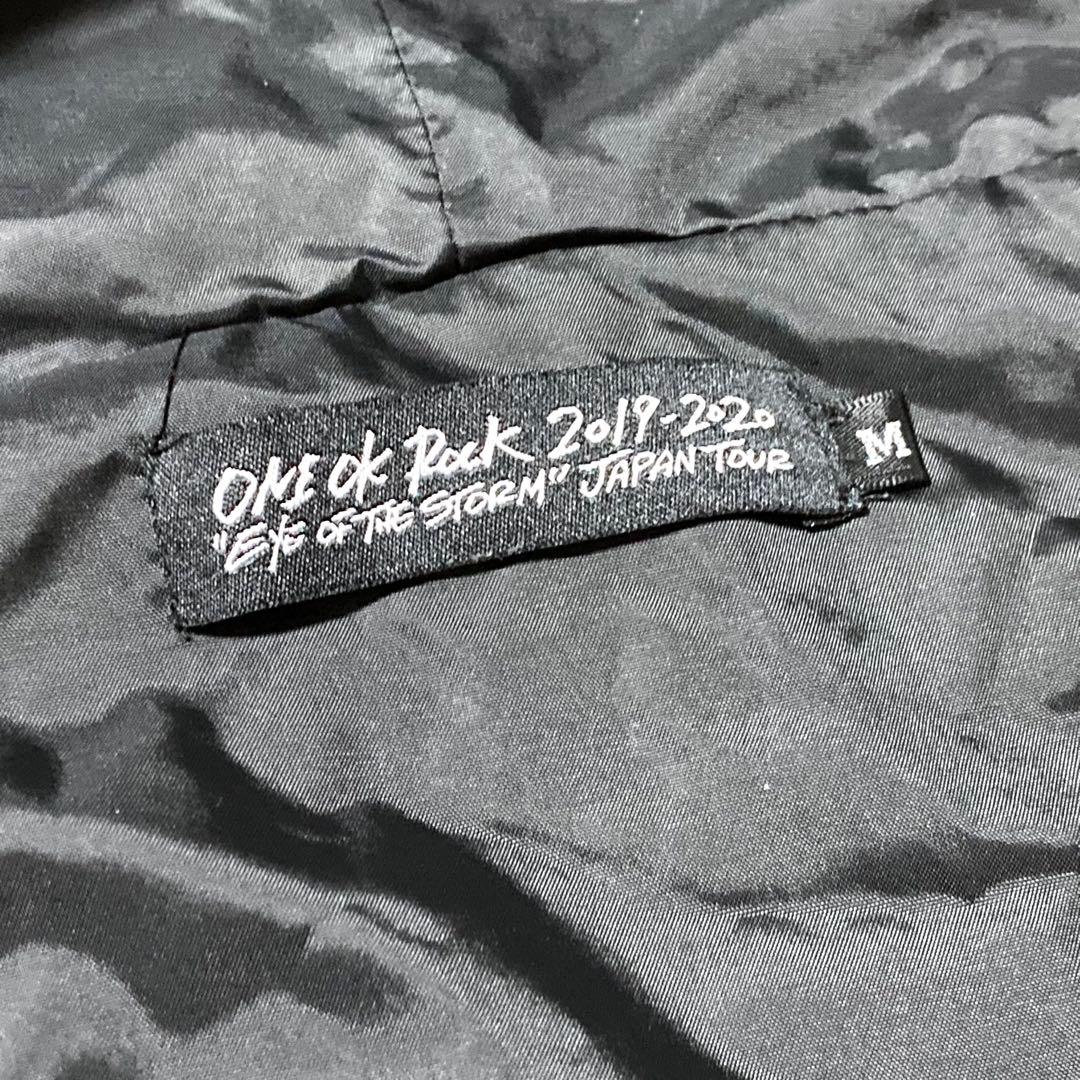 ONE OK ROCK 2019-2020
"EYE OF THE STORM" JAPAN TOUR
M